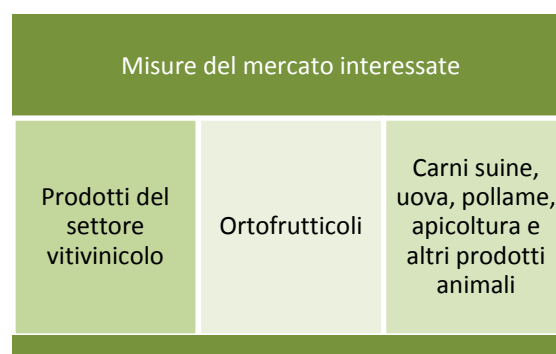 Misure del mercato interessate
Prodotti del
settore
vitivinicolo
Ortofrutticoli
Carni suine,
uova, pollame,
apicoltura e
altri prodotti
animali